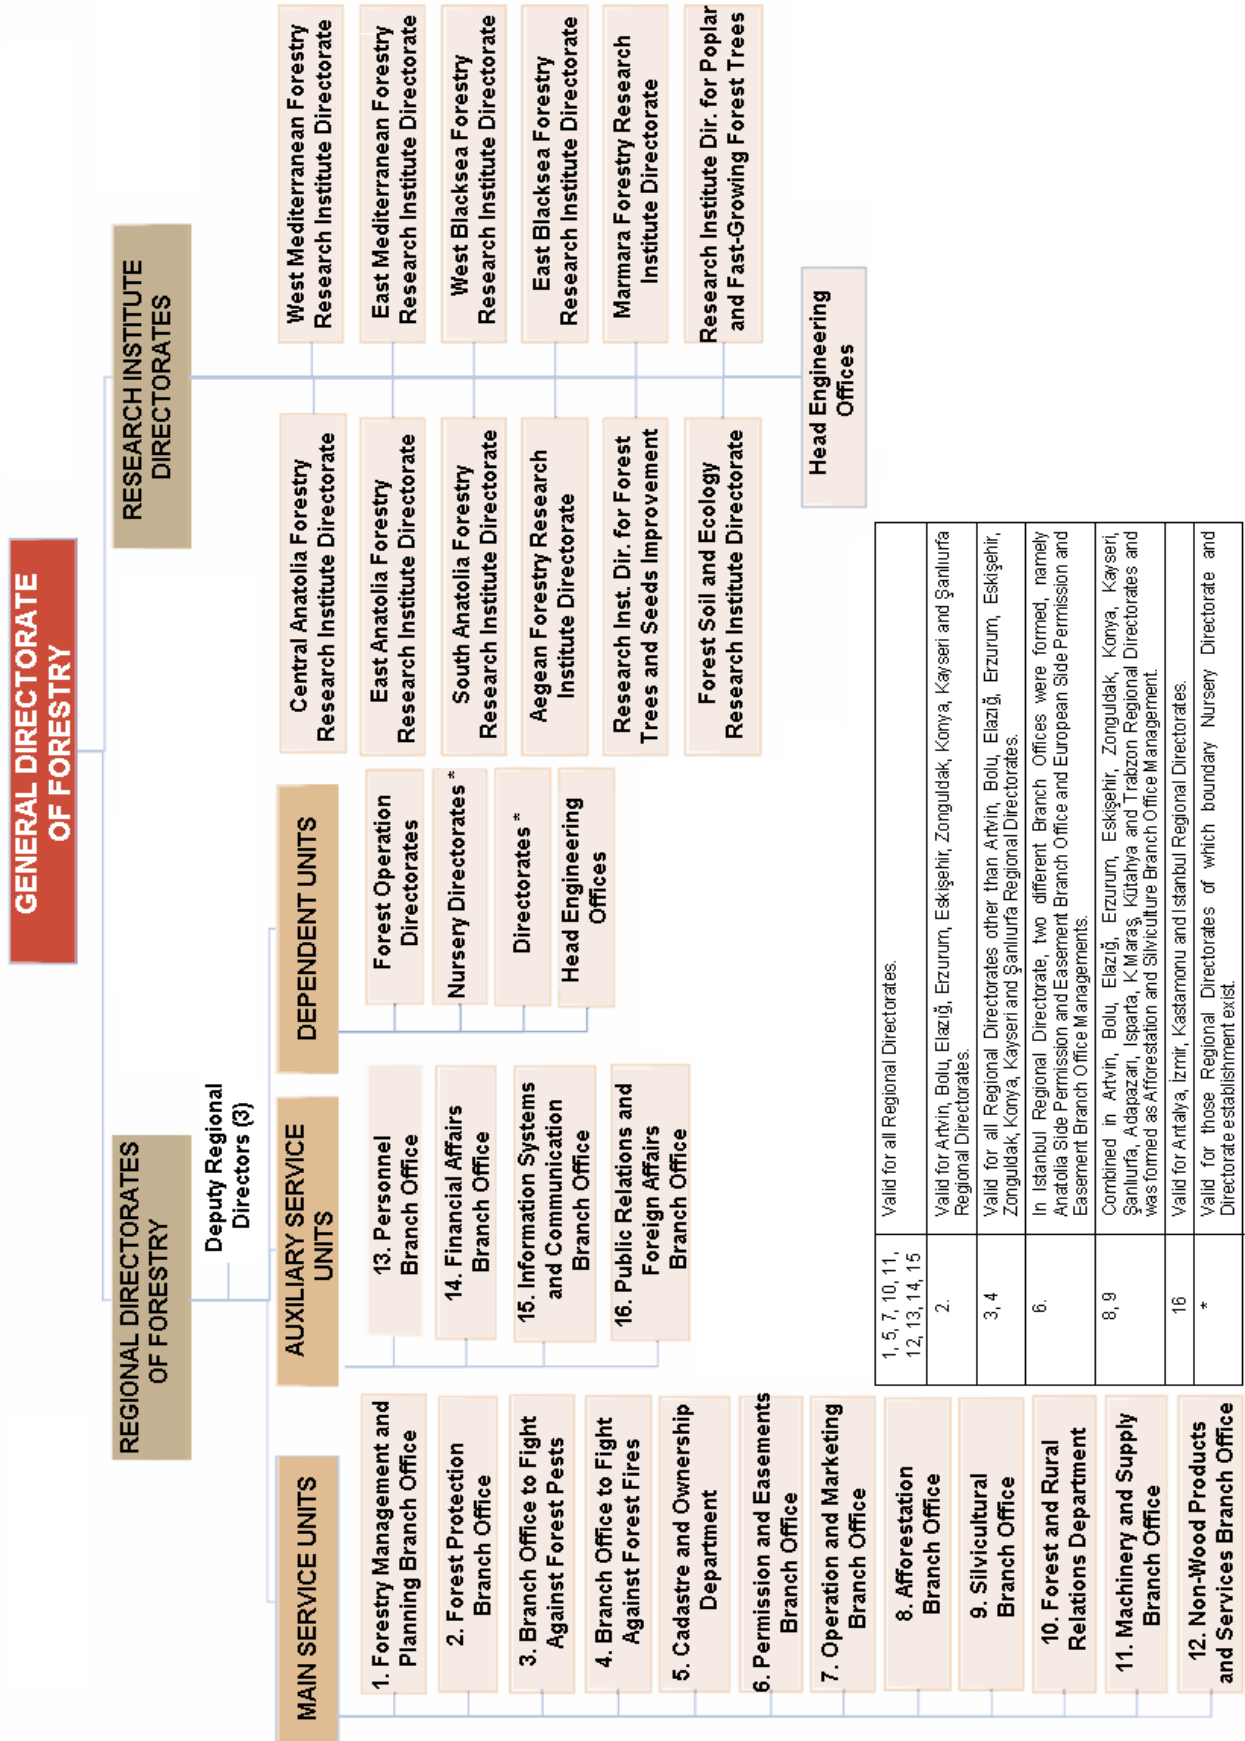 GENERAL DIRECTORATE
OF FORESTRY
REGIONAL DIRECTORATES
OF FORESTRY
Deputy Regional
Directors (3)
RESEARCH INSTITUTE
DIRECTORATES
MAIN SERVICE UNITS
1. Forestry Management and
Planning Branch Office
2. Forest Protection
Branch Office
3. Branch Office to Fight
Against Forest Pests
4. Branch Office to Fight
Against Forest Fires
5. Cadastre and Ownership
Department
6. Permission and Easements
Branch Office
7. Operation and Marketing
Branch Office
8. Afforestation
Branch Office
9. Silvicultural
Branch Office
10. Forest and Rural
Relations Department
11. Machinery and Supply
Branch Office
12. Non-Wood Products
and Services Branch Office
AUXILIARY SERVICE
UNITS
13. Personnel
Branch Office
14. Financial Affairs
Branch Office
15. Information Systems
and Communication
Branch Office
16. Public Relations and
Foreign Affairs
Branch Office
DEPENDENT UNITS
Forest Operation
Directorates
Nursery Directorates *
Directorates *
Head Engineering
Offices
Central Anatolia Forestry
Research Institute Directorate
East Anatolia Forestry
Research Institute Directorate
South Anatolia Forestry
Research Institute Directorate
Aegean Forestry Research
Institute Directorate
Research Inst. Dir. for Forest
Trees and Seeds Improvement
Forest Soil and Ecology
Research Institute Directorate
West Mediterranean Forestry
Research Institute Directorate
East Mediterranean Forestry
Research Institute Directorate
West Blacksea Forestry
Research Institute Directorate
East Blacksea Forestry
Research Institute Directorate
Marmara Forestry Research
Institute Directorate
Research Institute Dir. for Poplar
and Fast-Growing Forest Trees
Head Engineering
Offices
1, 5, 7, 10, 11,
12, 13, 14, 15
Valid for all Regional Directorates.
2.
Valid for Artvin, Bolu, Elazığ, Erzurum, Eskişehir, Zonguldak, Konya, Kayseri and Şanlıurfa
Regional Directorates.
3, 4
Valid for all Regional Directorates other than Artvin, Bolu, Elazığ, Erzurum, Eskişehir,
Zonguldak, Konya, Kayseri and Şanlıurfa Regional Directorates.
6.
In Istanbul Regional Directorate, two different Branch Offices were formed, namely
Anatolia Side Permission and Easement Branch Office and European Side Permission and
Easement Branch Office Managements.
8, 9
Combined in Artvin, Bolu, Elazığ, Erzurum, Eskişehir, Zonguldak, Konya, Kayseri,
Şanlıurfa, Adapazarı, Isparta, K.Maraş, Kütahya and Trabzon Regional Directorates and
was formed as Afforestation and Silviculture Branch Office Management.
16
Valid for Antalya, İzmir, Kastamonu and Istanbul Regional Directorates.
*
Valid for those Regional Directorates of which boundary Nursery Directorate and
Directorate establishment exist.